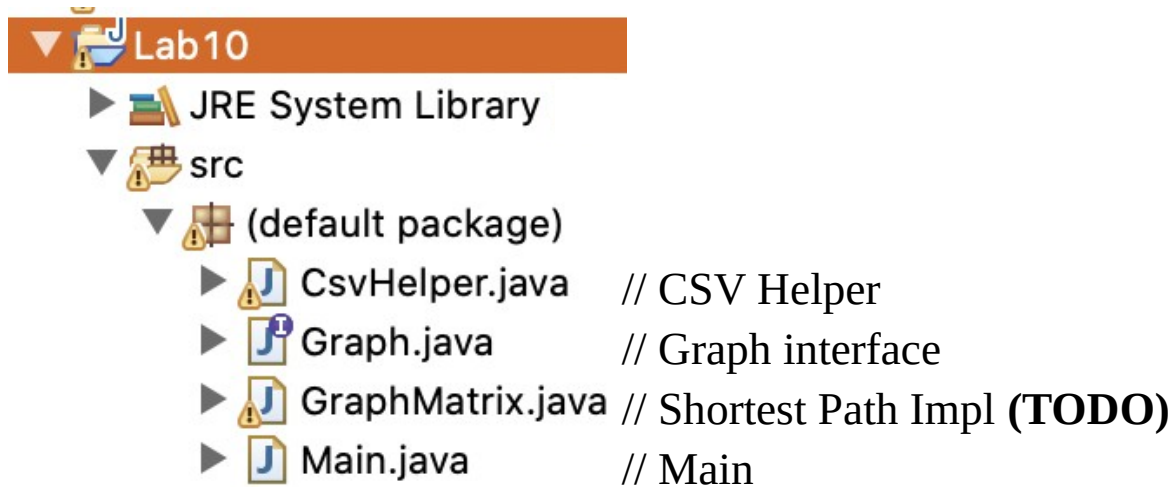 Lab10
JRE System Library
src
(default package)
CsvHelper.java // CSV Helper
Graph.java // Graph interface
GraphMatrix.java // Shortest Path Impl (TODO)
Main.java // Main